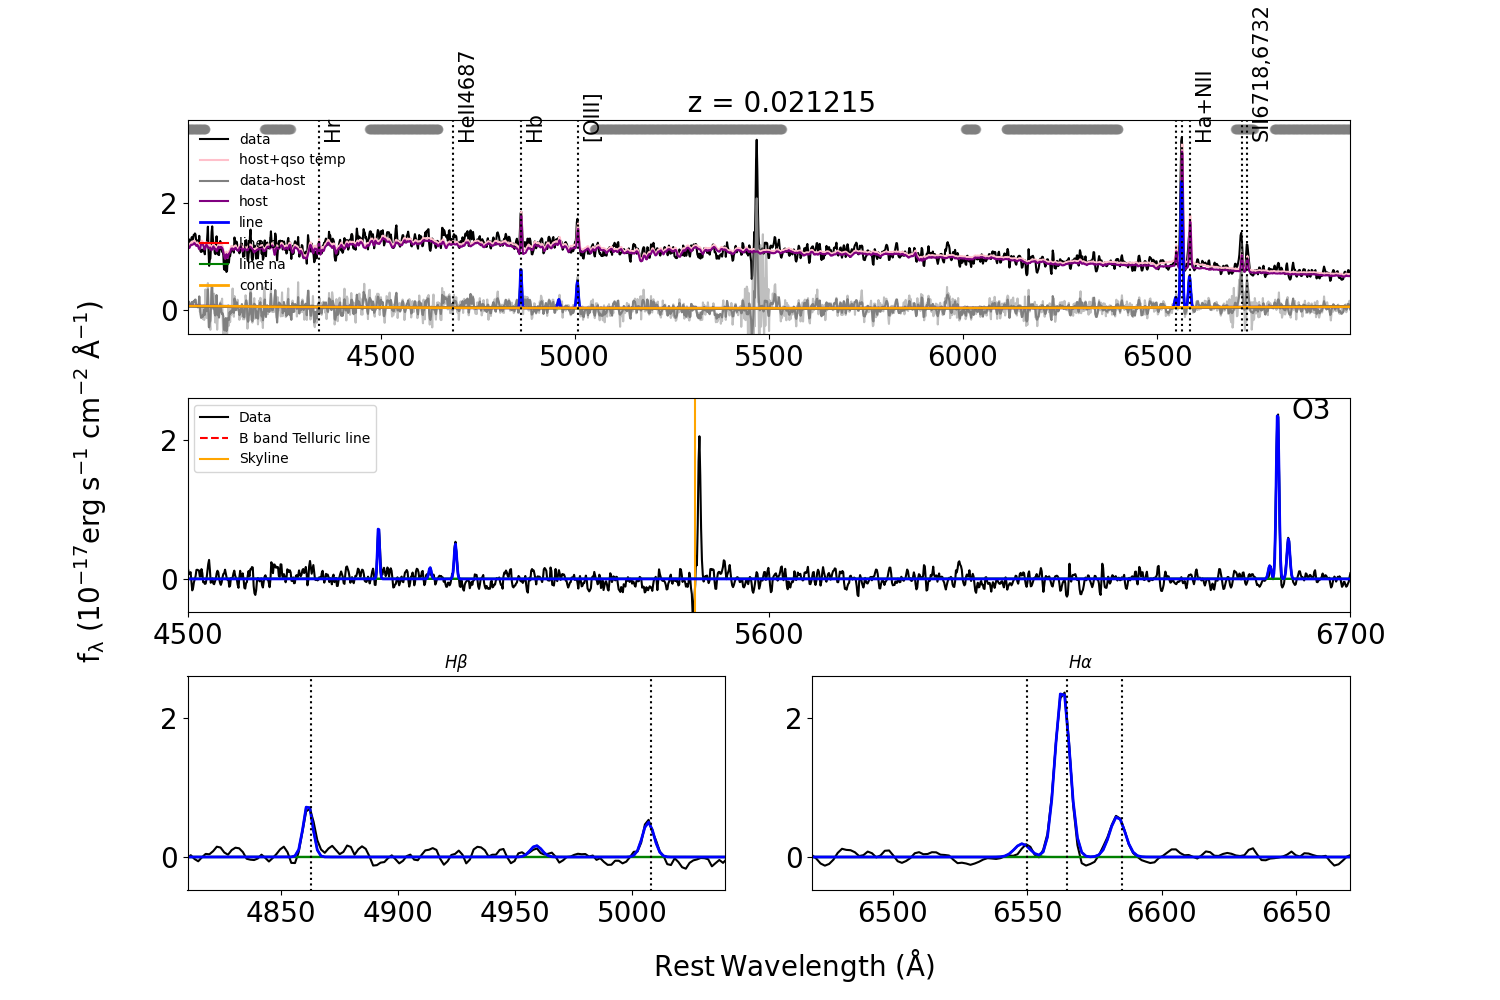 z = 0.021215
Hr
HeII4687
Hb
[OIII]
Ha+NII
SII6718,6732
data
host+qso temp
data-host
host
line
line na
conti
2
0
4500 5000 5500 6000 6500
f_λ (10⁻¹⁷erg s⁻¹ cm⁻² Å⁻¹)
O3
Data
B band Telluric line
Skyline
2
0
4500 5600 6700
Hβ
2
0
4850 4900 4950 5000
Hα
2
0
6500 6550 6600 6650
Rest Wavelength (Å)